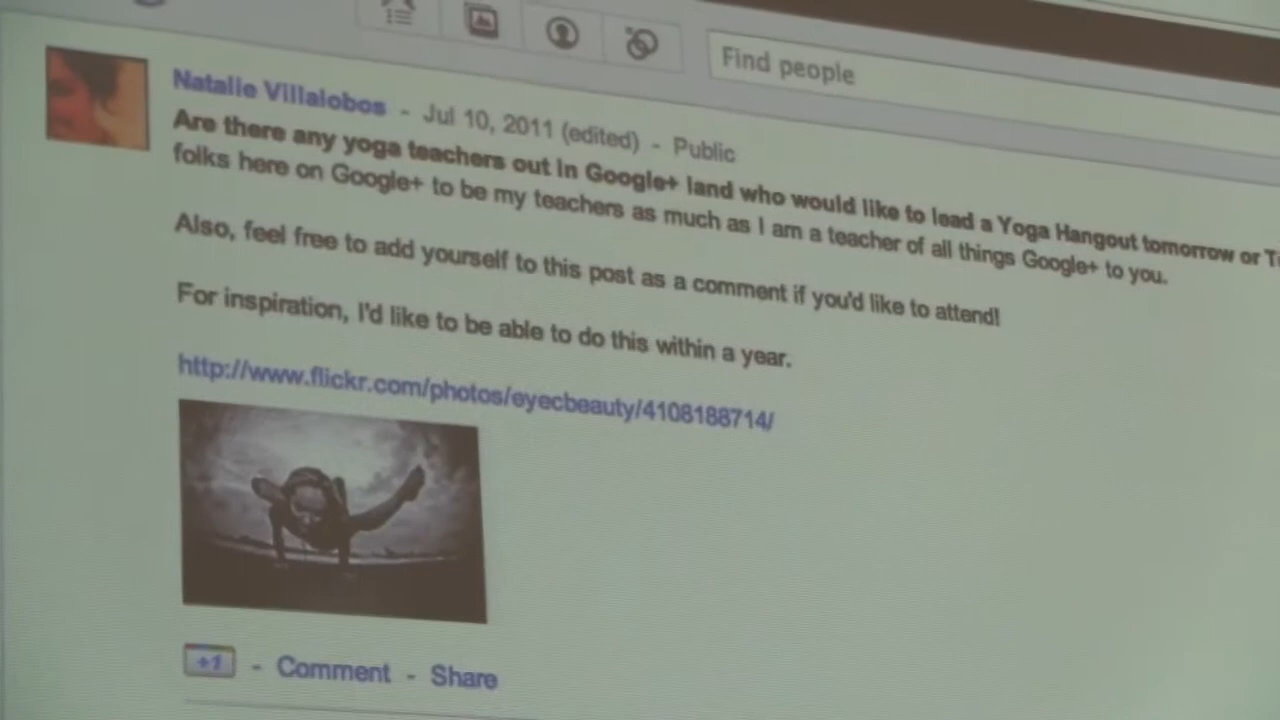 Find people
Natalie Villalobos - Jul 10, 2011 (edited) - Public
Are there any yoga teachers out in Google+ land who would like to lead a Yoga Hangout tomorrow or
folks here on Google+ to be my teachers as much as I am a teacher of all things Google+ to you.
Also, feel free to add yourself to this post as a comment if you'd like to attend!
For inspiration, I'd like to be able to do this within a year.
http://www.flickr.com/photos/eyecbeauty/4108188714/
+1 - Comment - Share